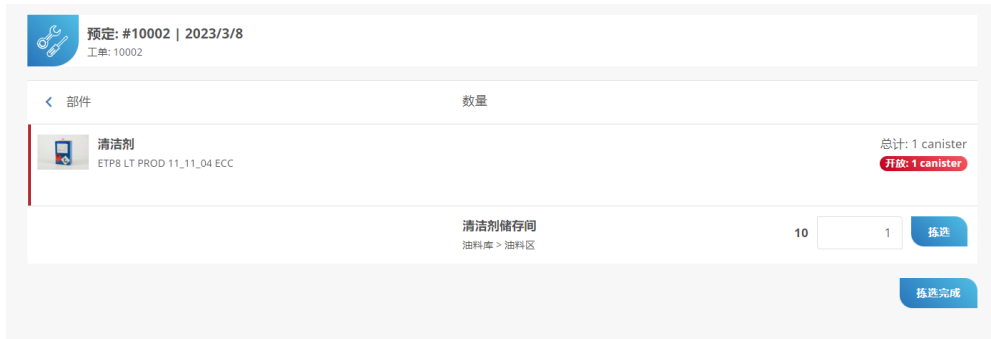 预定: #10002 | 2023/3/8
工单: 10002
部件
数量
清洁剂
ETP8 LT PROD 11_11_04 ECC
总计: 1 canister
开放: 1 canister
清洁剂储存间
油料库 > 油料区
10
1
拣选
拣选完成